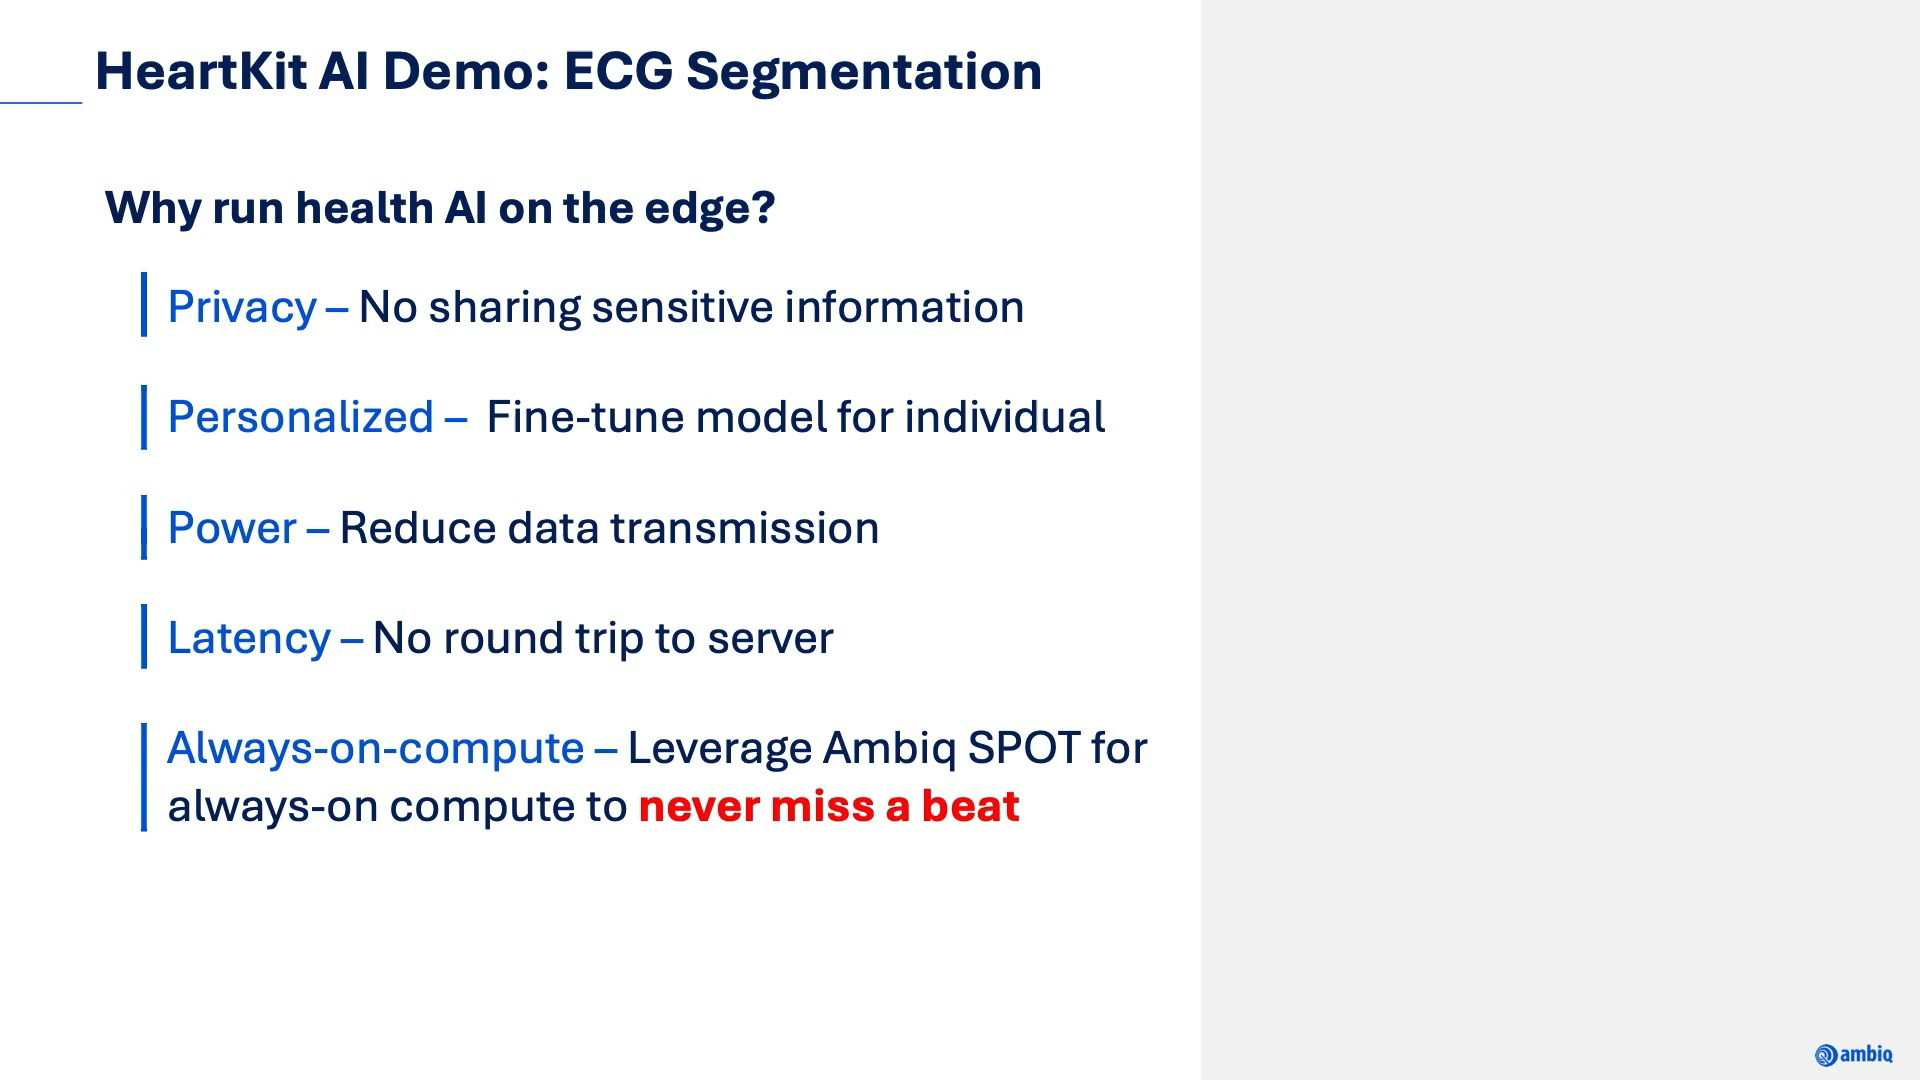 HeartKit AI Demo: ECG Segmentation
Why run health AI on the edge?
Privacy – No sharing sensitive information
Personalized –  Fine-tune model for individual
Power – Reduce data transmission
Latency – No round trip to server
Always-on-compute – Leverage Ambiq SPOT for
always-on compute to never miss a beat
ambiq